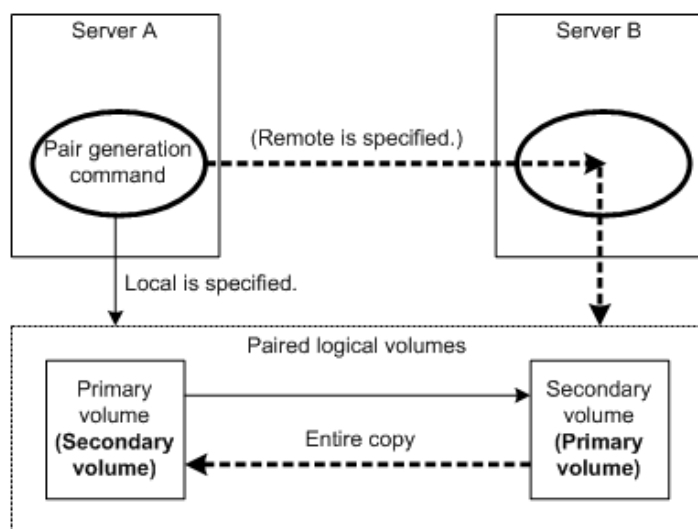 Server A
Server B
Pair generation
command
(Remote is specified.)
Local is specified.
Paired logical volumes
Primary
volume
(Secondary
volume)
Entire copy
Secondary
volume
(Primary
volume)